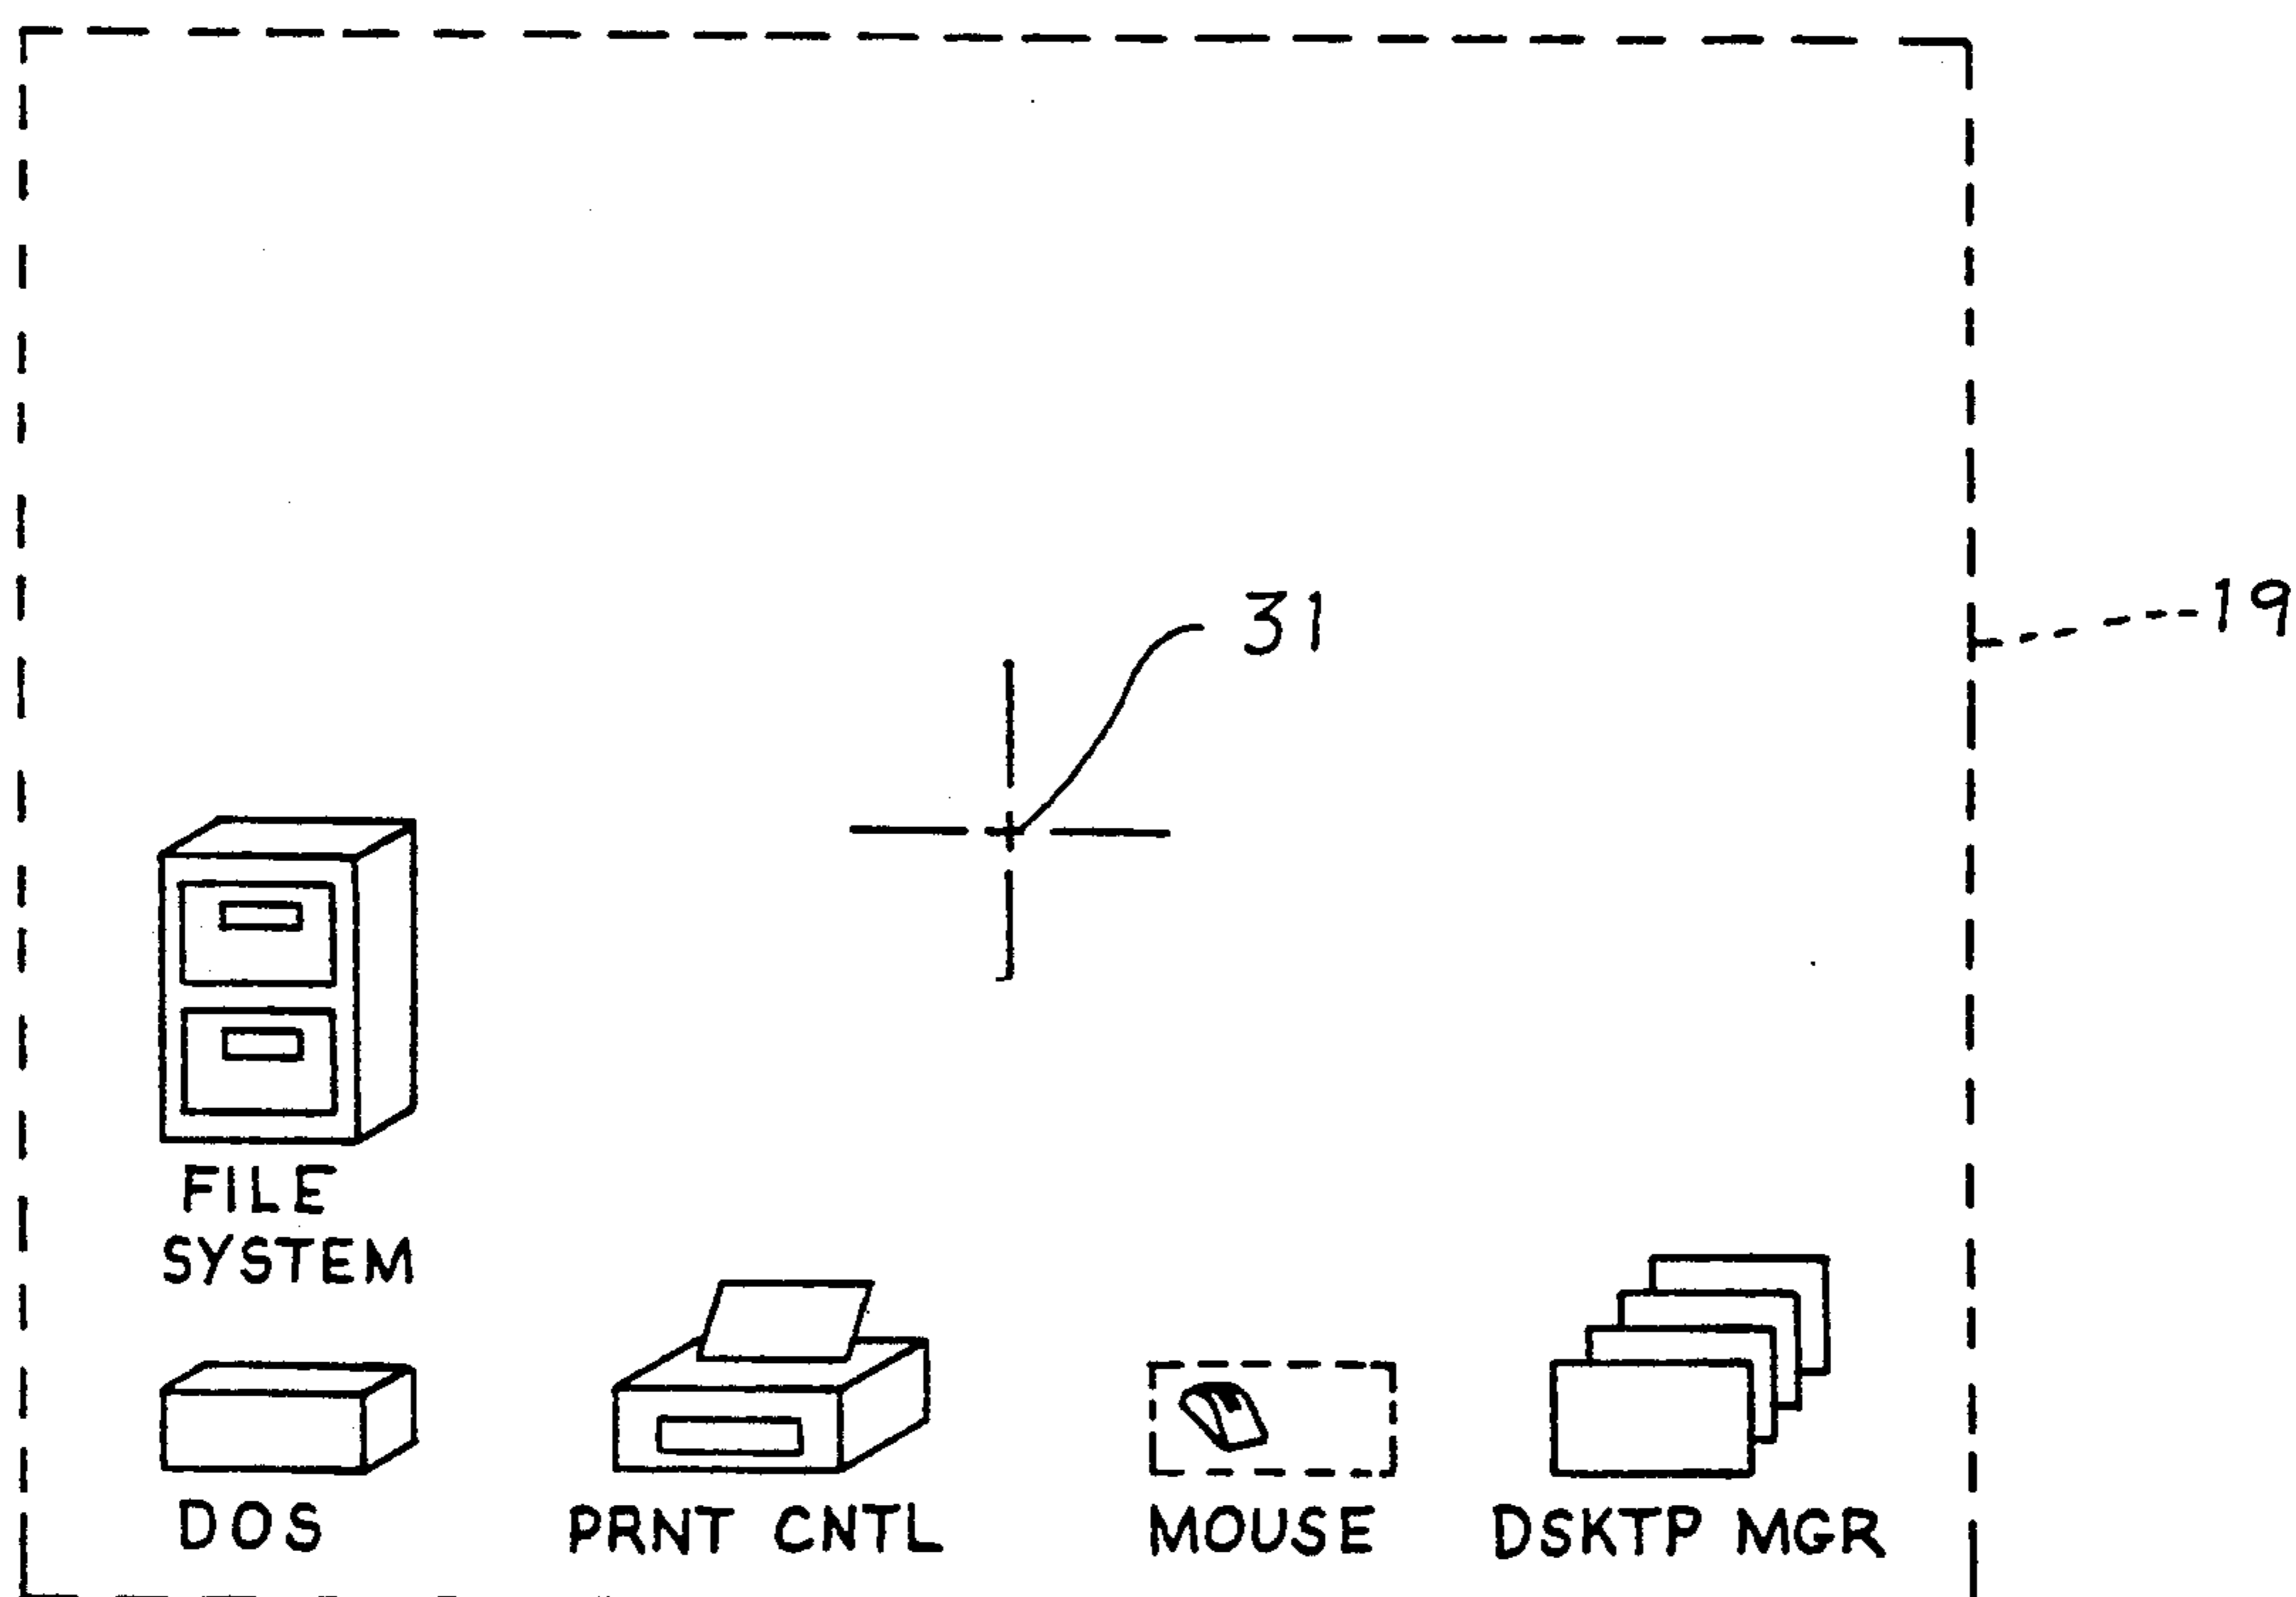 31
19
FILE
SYSTEM
DOS
PRNT CNTL
MOUSE
DSKTP MGR